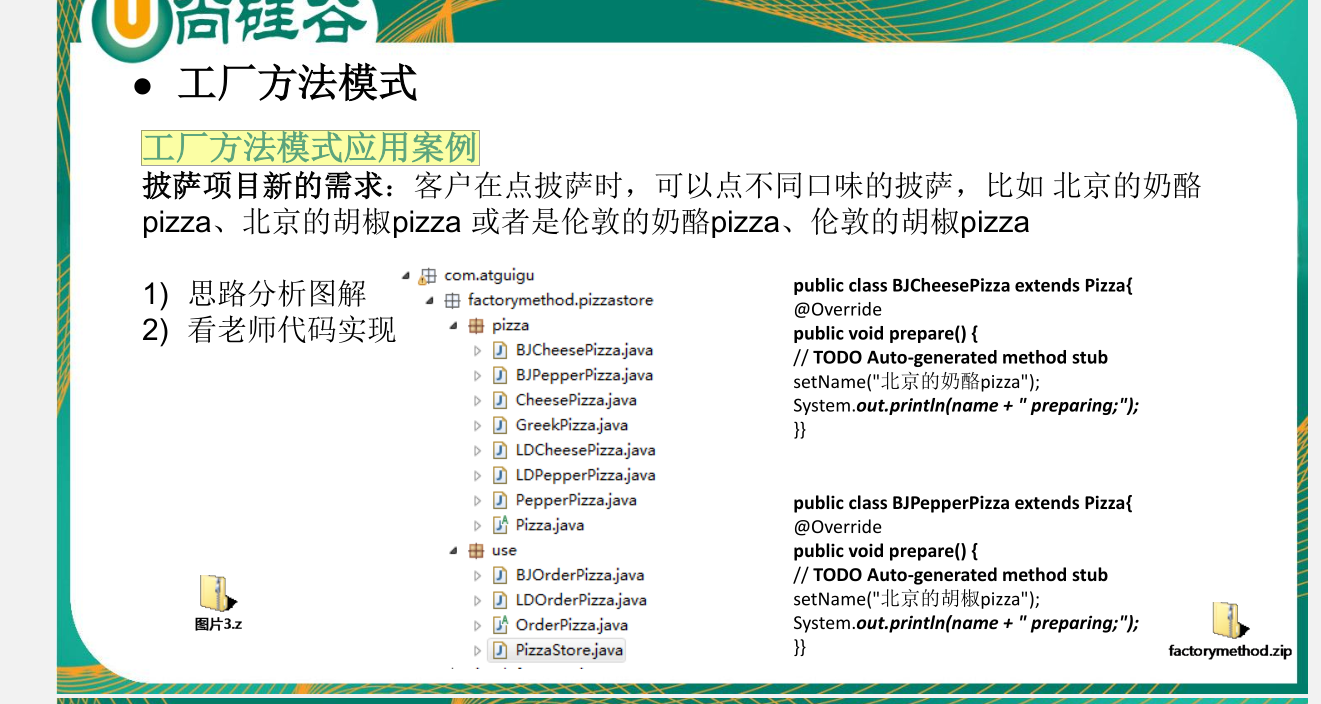 尚硅谷
● 工厂方法模式
工厂方法模式应用案例
披萨项目新的需求：客户在点披萨时，可以点不同口味的披萨，比如 北京的奶酪
pizza、北京的胡椒pizza 或者是伦敦的奶酪pizza、伦敦的胡椒pizza
1) 思路分析图解
2) 看老师代码实现
com.atguigu
factorymethod.pizzastore
pizza
BJCheesePizza.java
BJPepperPizza.java
CheesePizza.java
GreekPizza.java
LDCheesePizza.java
LDPepperPizza.java
PepperPizza.java
Pizza.java
use
BJOrderPizza.java
LDOrderPizza.java
OrderPizza.java
PizzaStore.java
public class BJCheesePizza extends Pizza{
@Override
public void prepare() {
// TODO Auto-generated method stub
setName("北京的奶酪pizza");
System.out.println(name + " preparing;");
}}
public class BJPepperPizza extends Pizza{
@Override
public void prepare() {
// TODO Auto-generated method stub
setName("北京的胡椒pizza");
System.out.println(name + " preparing;");
}}
图片3.z
factorymethod.zip